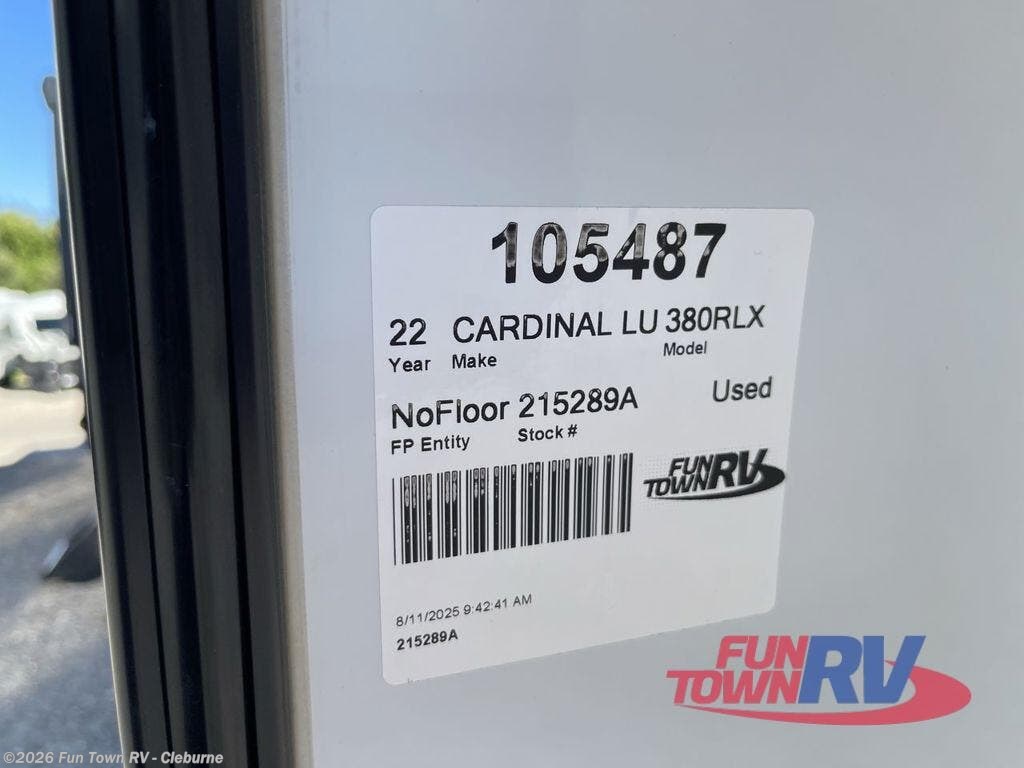 105487
22 CARDINAL LU 380RLX
Year Make Model
NoFloor 215289A Used
FP Entity Stock #
FUN TOWN RV
8/11/2025 9:42:41 AM
215289A
FUN TOWN RV
©2026 Fun Town RV - Cleburne